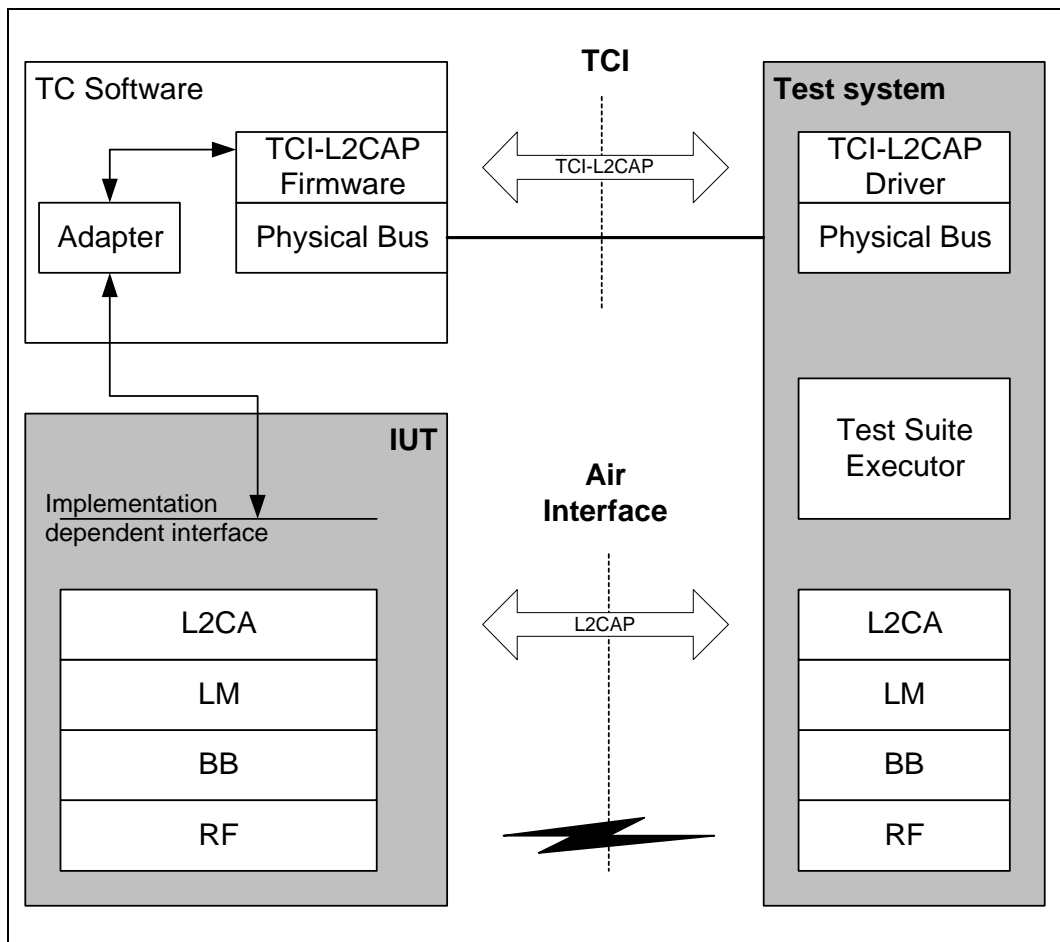 TCI
TC Software
Test system
TCI-L2CAP
Firmware
TCI-L2CAP
TCI-L2CAP
Driver
Adapter
Physical Bus
Physical Bus
IUT
Test Suite
Executor
Air
Interface
Implementation
dependent interface
L2CA
L2CAP
L2CA
LM
LM
BB
BB
RF
RF